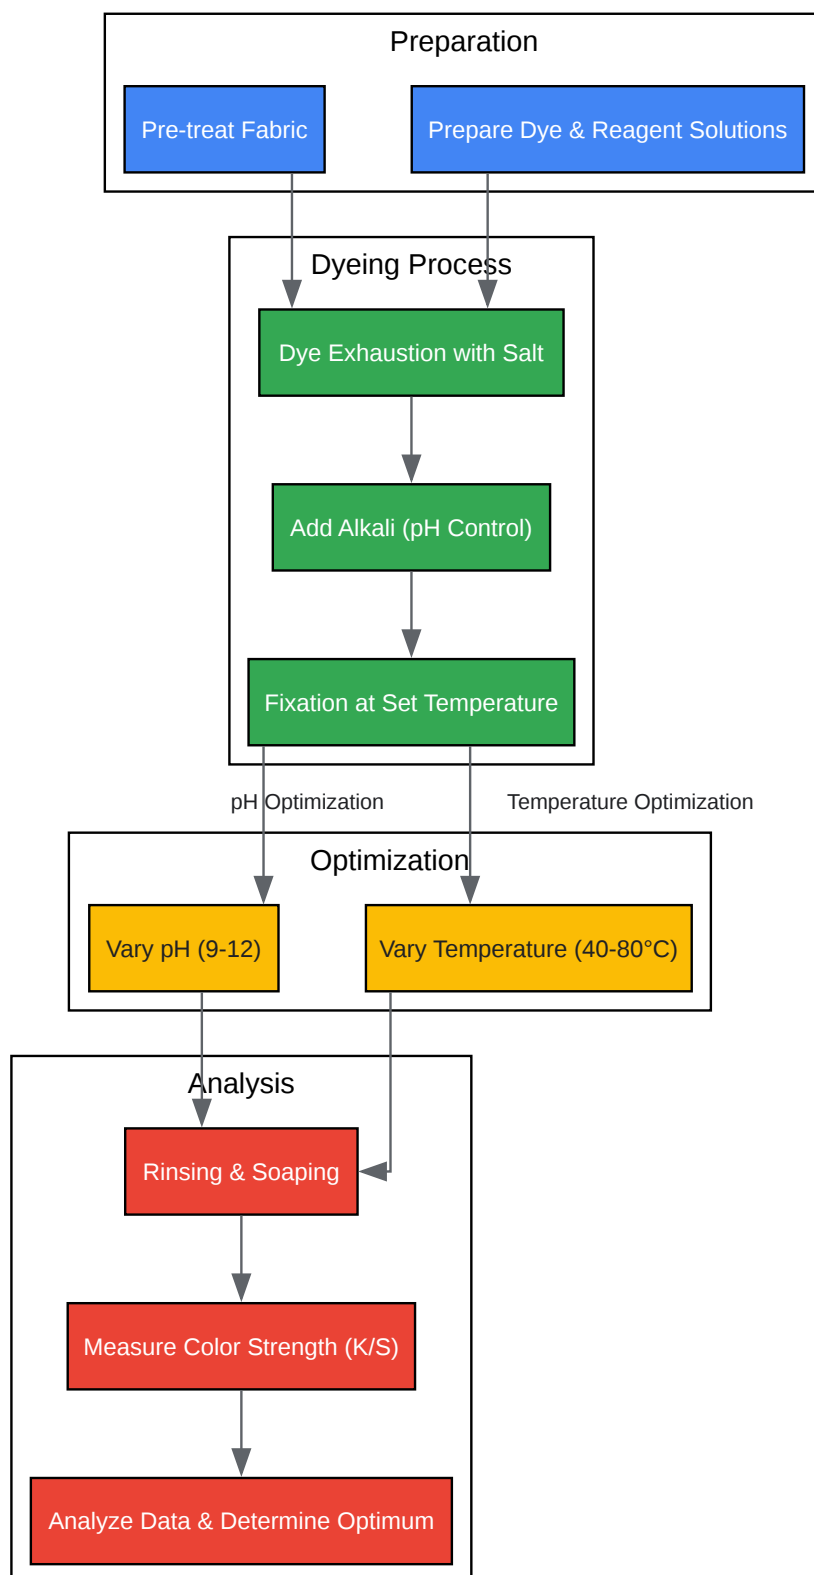 Preparation
Pre-treat Fabric
Prepare Dye & Reagent Solutions
Dyeing Process
Dye Exhaustion with Salt
Add Alkali (pH Control)
Fixation at Set Temperature
pH Optimization
Temperature Optimization
Optimization
Vary pH (9-12)
Vary Temperature (40-80°C)
Analysis
Rinsing & Soaping
Measure Color Strength (K/S)
Analyze Data & Determine Optimum